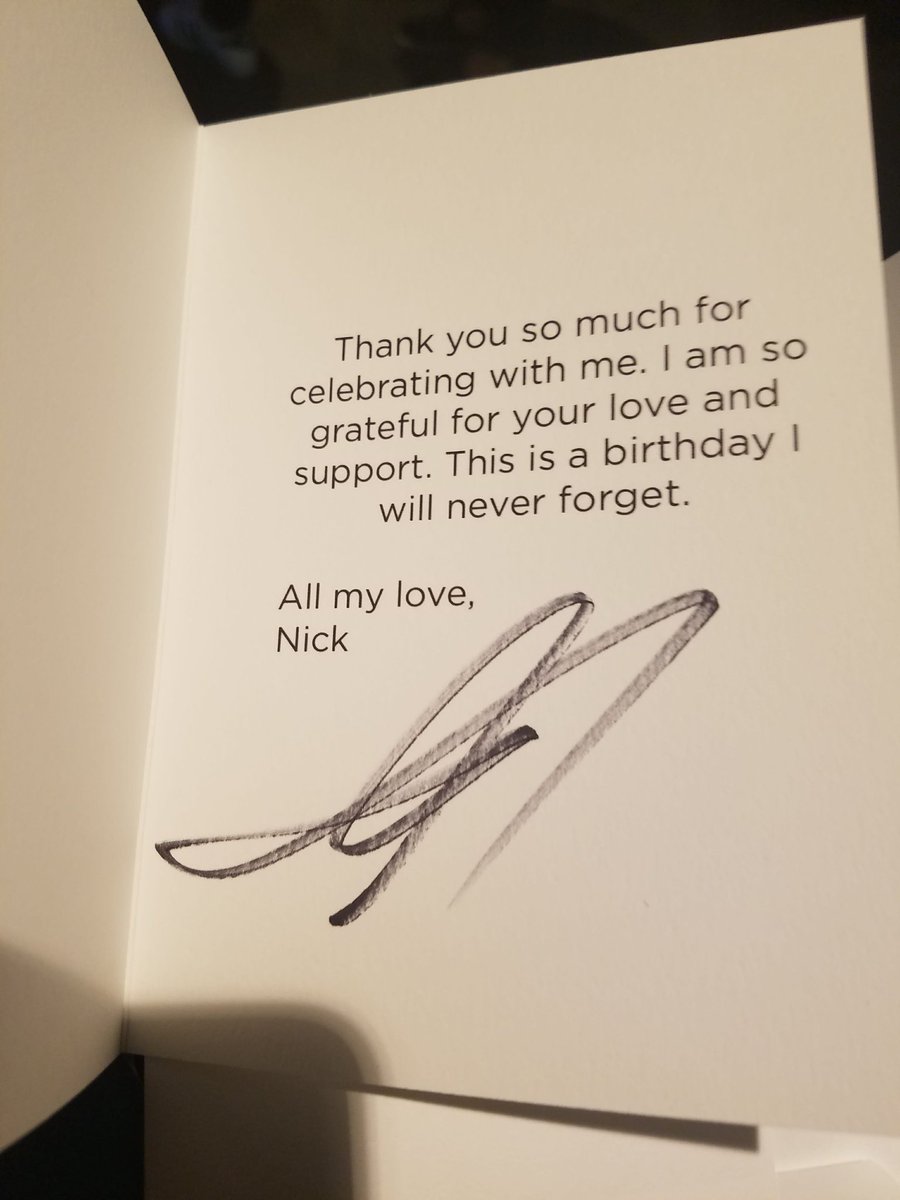 Thank you so much for
celebrating with me. I am so
grateful for your love and
support. This is a birthday I
will never forget.
All my love,
Nick